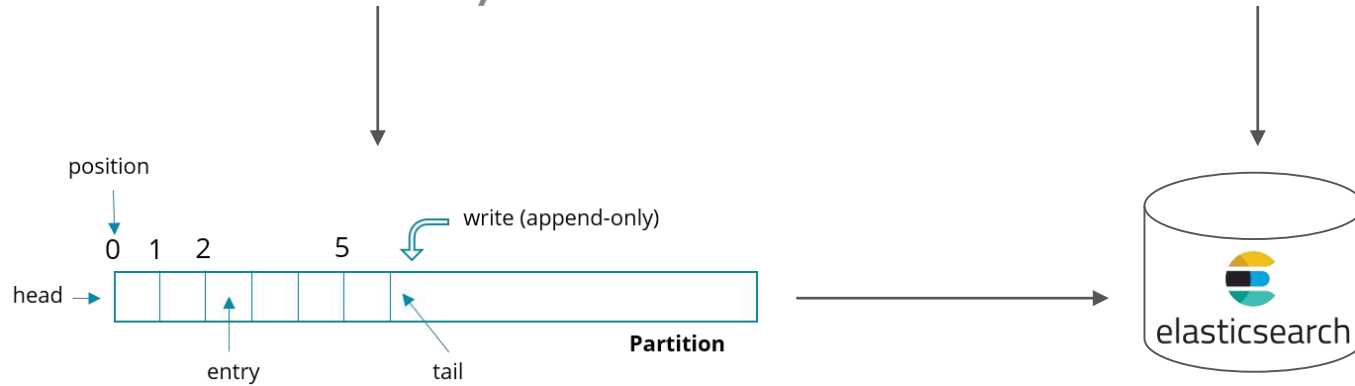 position
write (append-only)
0 1 2 5
head
Partition
entry
tail
elasticsearch